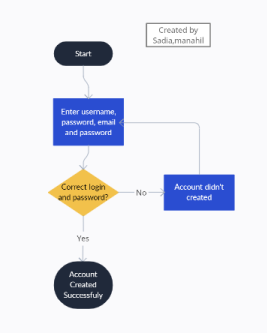 Created by
Sadia,manahil
Start
Enter username,
password, email
and password
Correct login
and password?
No
Account didn't
created
Yes
Account
Created
Successfuly